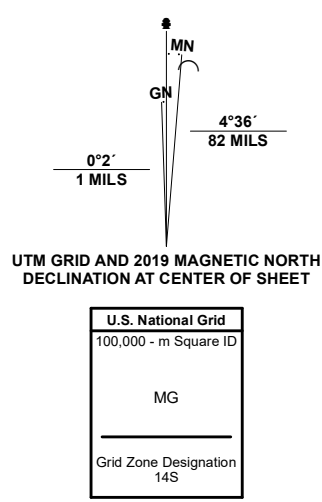 MN
GN
4°36´
82 MILS
0°2´
1 MILS
UTM GRID AND 2019 MAGNETIC NORTH
DECLINATION AT CENTER OF SHEET
U.S. National Grid
100,000 - m Square ID
MG
Grid Zone Designation
14S